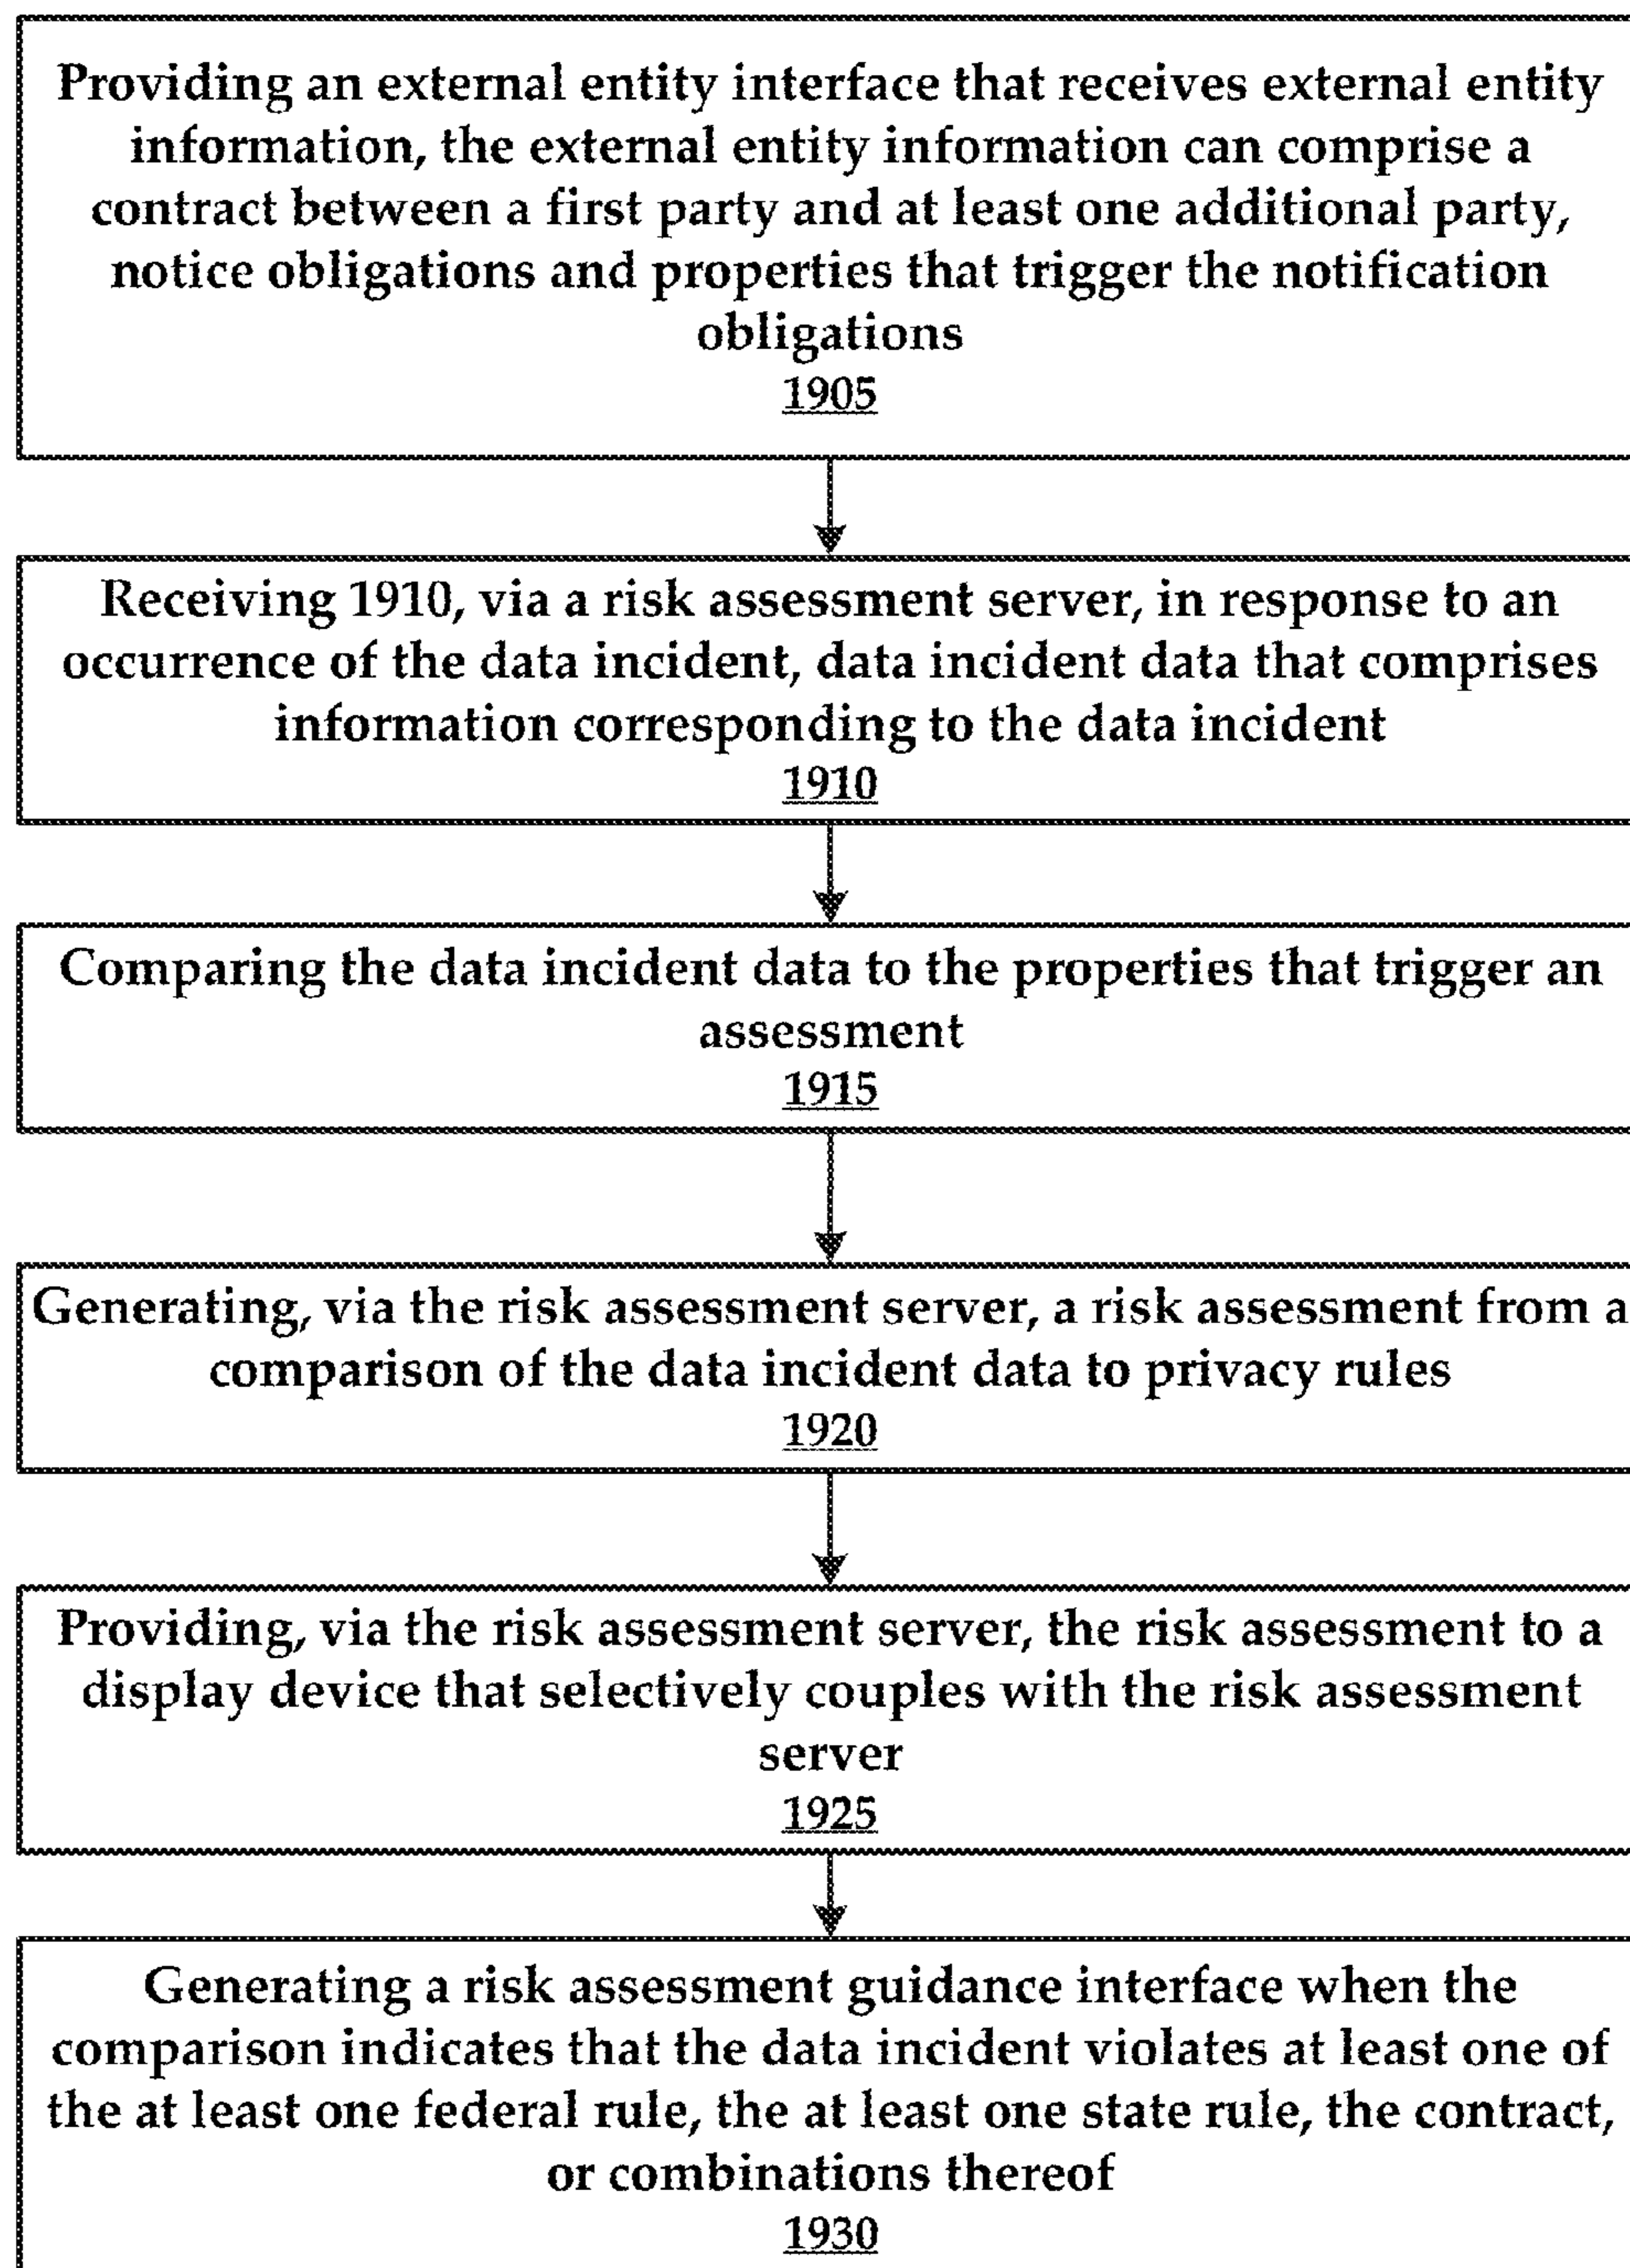 Providing an external entity interface that receives external entity
information, the external entity information can comprise a
contract between a first party and at least one additional party,
notice obligations and properties that trigger the notification
obligations
1905
Receiving 1910, via a risk assessment server, in response to an
occurrence of the data incident, data incident data that comprises
information corresponding to the data incident
1910
Comparing the data incident data to the properties that trigger an
assessment
1915
Generating, via the risk assessment server, a risk assessment from a
comparison of the data incident data to privacy rules
1920
Providing, via the risk assessment server, the risk assessment to a
display device that selectively couples with the risk assessment
server
1925
Generating a risk assessment guidance interface when the
comparison indicates that the data incident violates at least one of
the at least one federal rule, the at least one state rule, the contract,
or combinations thereof
1930